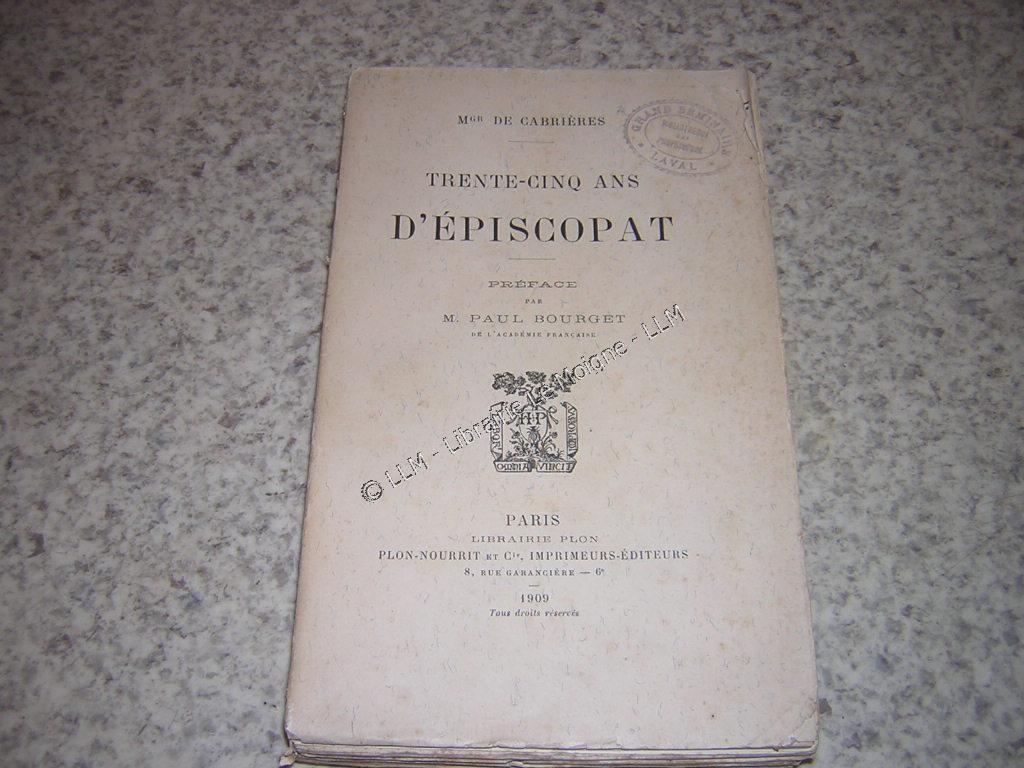 Mgr DE CABRIÈRES
GRAND SÉMINAIRE
LAVAL
TRENTE-CINQ ANS
D'ÉPISCOPAT
PRÉFACE
PAR
M. PAUL BOURGET
DE L'ACADÉMIE FRANÇAISE
LABOR
OMNIA VINCIT
© LLM - Librairie Le Moigne - LLM
PARIS
LIBRAIRIE PLON
PLON-NOURRIT ET Cie, IMPRIMEURS-ÉDITEURS
8, RUE GARANCIÈRE — 6e
1909
Tous droits réservés